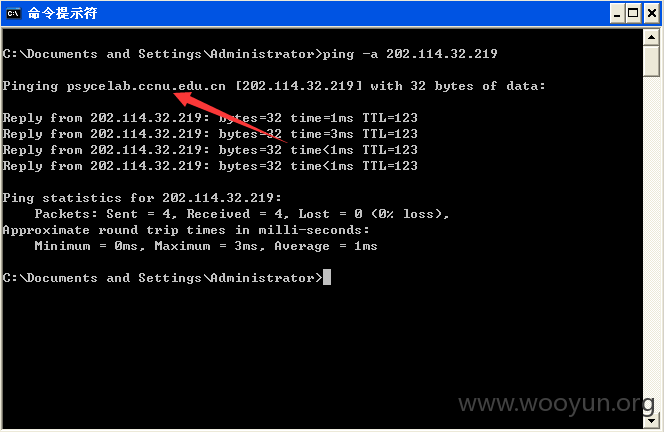 命令提示符
C:\Documents and Settings\Administrator>ping -a 202.114.32.219
Pinging psycelab.ccnu.edu.cn [202.114.32.219] with 32 bytes of data:
Reply from 202.114.32.219: bytes=32 time=1ms TTL=123
Reply from 202.114.32.219: bytes=32 time=3ms TTL=123
Reply from 202.114.32.219: bytes=32 time<1ms TTL=123
Reply from 202.114.32.219: bytes=32 time<1ms TTL=123
Ping statistics for 202.114.32.219:
Packets: Sent = 4, Received = 4, Lost = 0 (0% loss),
Approximate round trip times in milli-seconds:
Minimum = 0ms, Maximum = 3ms, Average = 1ms
C:\Documents and Settings\Administrator>
www.wooyun.org